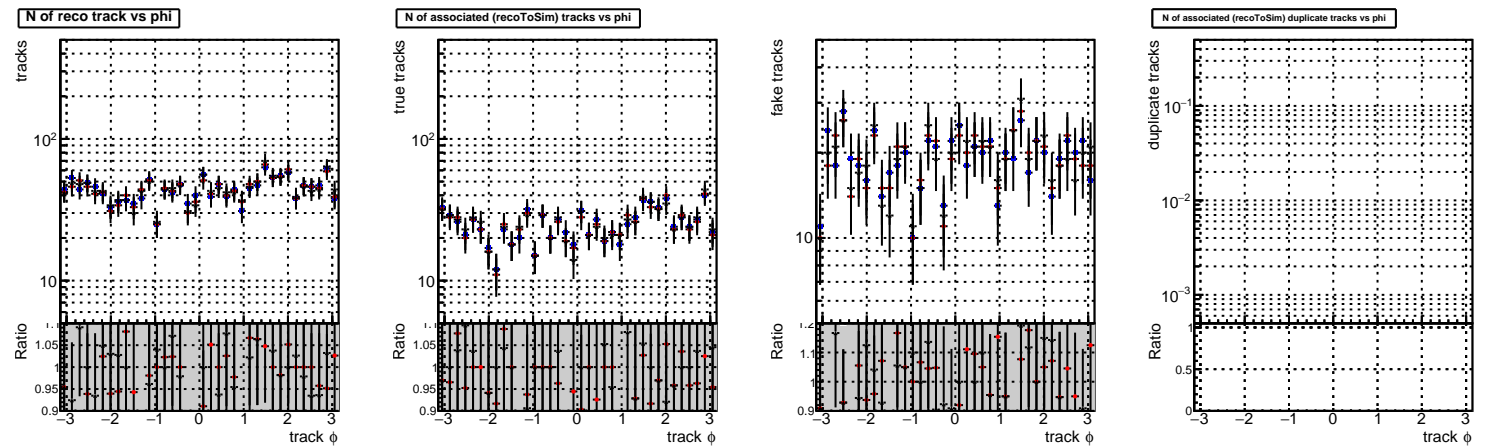 N of reco track vs phi
tracks
10²
10
Ratio
1.1
1.05
1
0.95
0.9
−3 −2 −1 0 1 2 3
track ϕ
N of associated (recoToSim) tracks vs phi
true tracks
10²
10
Ratio
1.1
1.05
1
0.95
0.9
−3 −2 −1 0 1 2 3
track ϕ
fake tracks
10
Ratio
1.2
1.1
1
0.9
−3 −2 −1 0 1 2 3
track ϕ
N of associated (recoToSim) duplicate tracks vs phi
duplicate tracks
10⁻¹
10⁻²
10⁻³
Ratio
1
0.5
0
−3 −2 −1 0 1 2 3
track ϕ